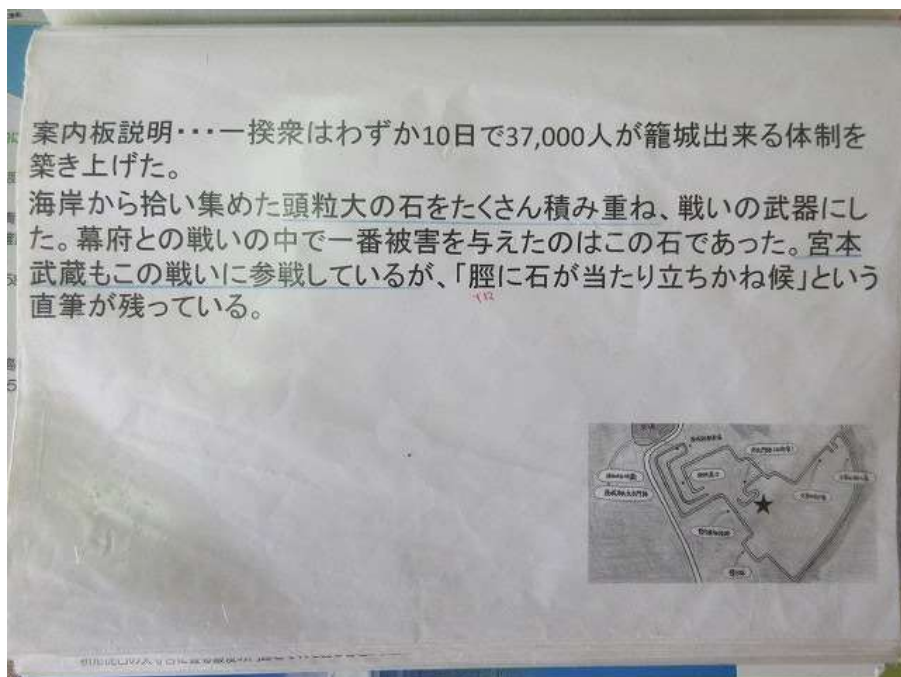 案内板説明・・・一揆衆はわずか10日で37,000人が籠城出来る体制を
築き上げた。
海岸から拾い集めた頭粒大の石をたくさん積み重ね、戦いの武器にし
た。幕府との戦いの中で一番被害を与えたのはこの石であった。宮本
武蔵もこの戦いに参戦しているが、「脛に石が当たり立ちかね候」という
直筆が残っている。